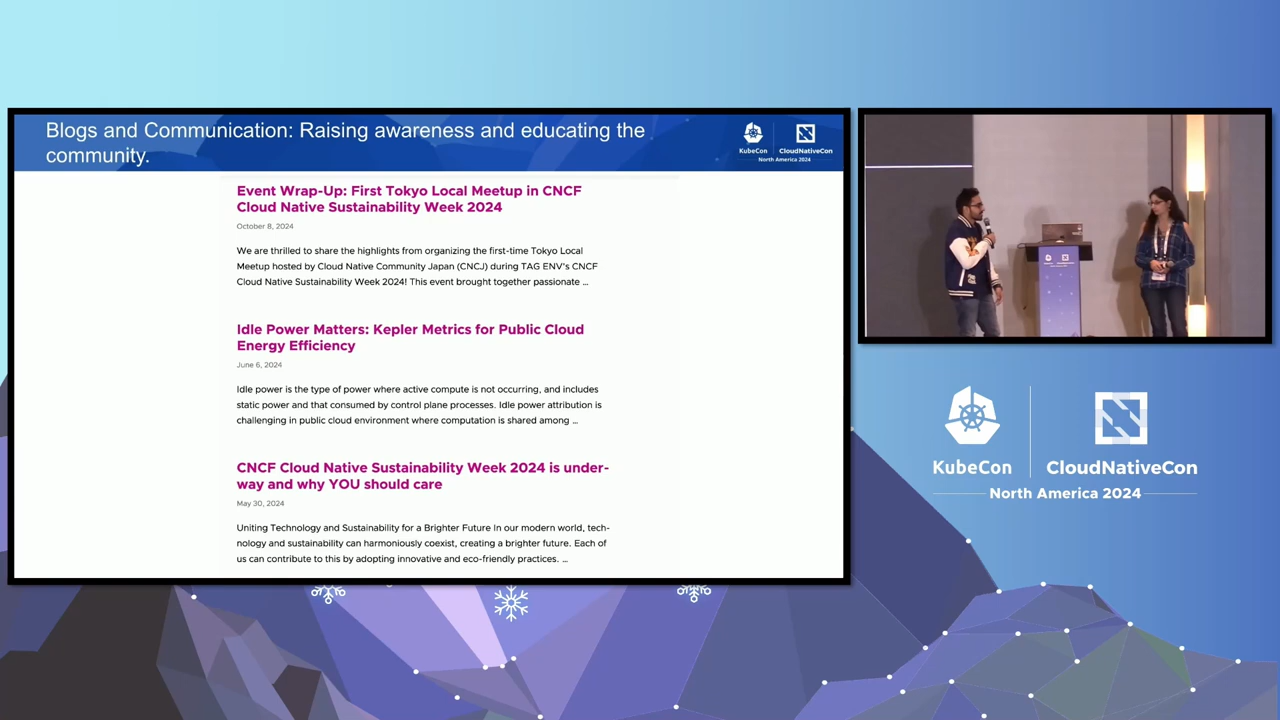 Blogs and Communication: Raising awareness and educating the
community.
KubeCon
CloudNativeCon
North America 2024
Event Wrap-Up: First Tokyo Local Meetup in CNCF
Cloud Native Sustainability Week 2024
October 8, 2024
We are thrilled to share the highlights from organizing the first-time Tokyo Local
Meetup hosted by Cloud Native Community Japan (CNCJ) during TAG ENV's CNCF
Cloud Native Sustainability Week 2024! This event brought together passionate ...
Idle Power Matters: Kepler Metrics for Public Cloud
Energy Efficiency
June 6, 2024
Idle power is the type of power where active compute is not occurring, and includes
static power and that consumed by control plane processes. Idle power attribution is
challenging in public cloud environment where computation is shared among ...
CNCF Cloud Native Sustainability Week 2024 is under-
way and why YOU should care
May 30, 2024
Uniting Technology and Sustainability for a Brighter Future In our modern world, tech-
nology and sustainability can harmoniously coexist, creating a brighter future. Each of
us can contribute to this by adopting innovative and eco-friendly practices. ...
KubeCon
CloudNativeCon
North America 2024